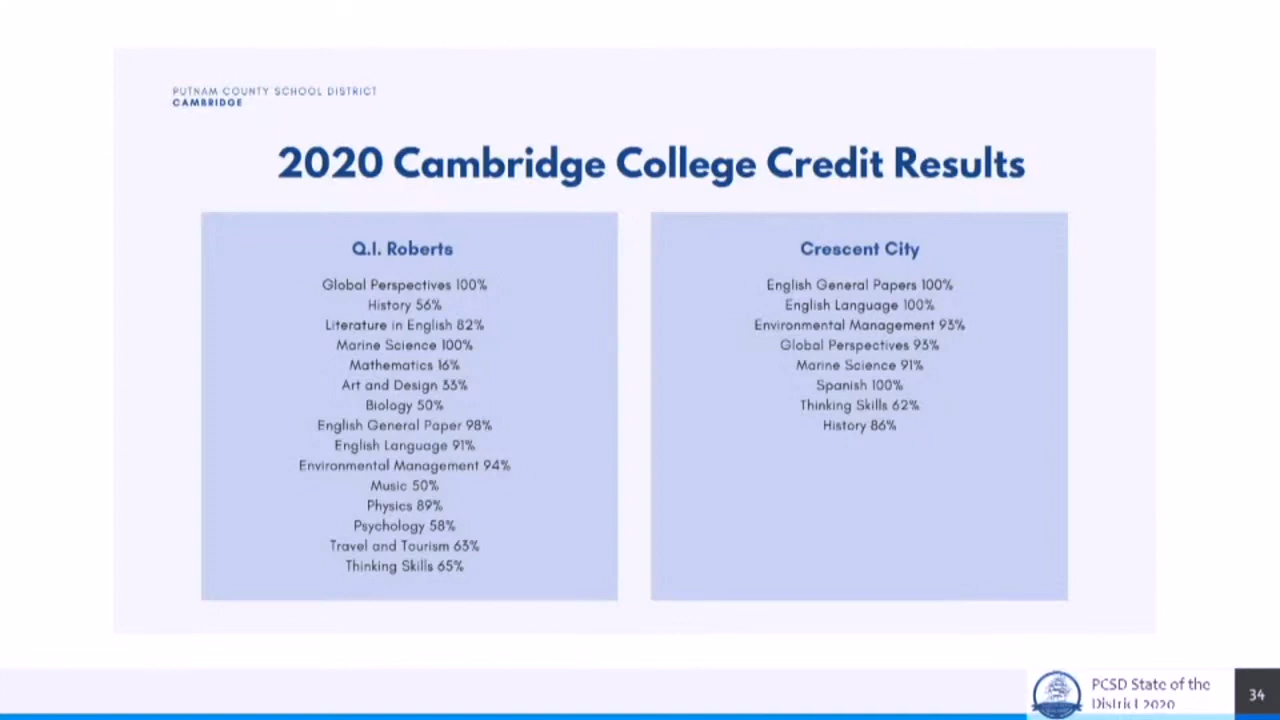 PUTNAM COUNTY SCHOOL DISTRICT
CAMBRIDGE
2020 Cambridge College Credit Results
Q.I. Roberts
Global Perspectives 100%
History 56%
Literature in English 82%
Marine Science 100%
Mathematics 16%
Art and Design 33%
Biology 50%
English General Paper 98%
English Language 91%
Environmental Management 94%
Music 50%
Physics 89%
Psychology 58%
Travel and Tourism 63%
Thinking Skills 65%
Crescent City
English General Papers 100%
English Language 100%
Environmental Management 93%
Global Perspectives 93%
Marine Science 91%
Spanish 100%
Thinking Skills 62%
History 86%
PCSD State of the
District 2020
34